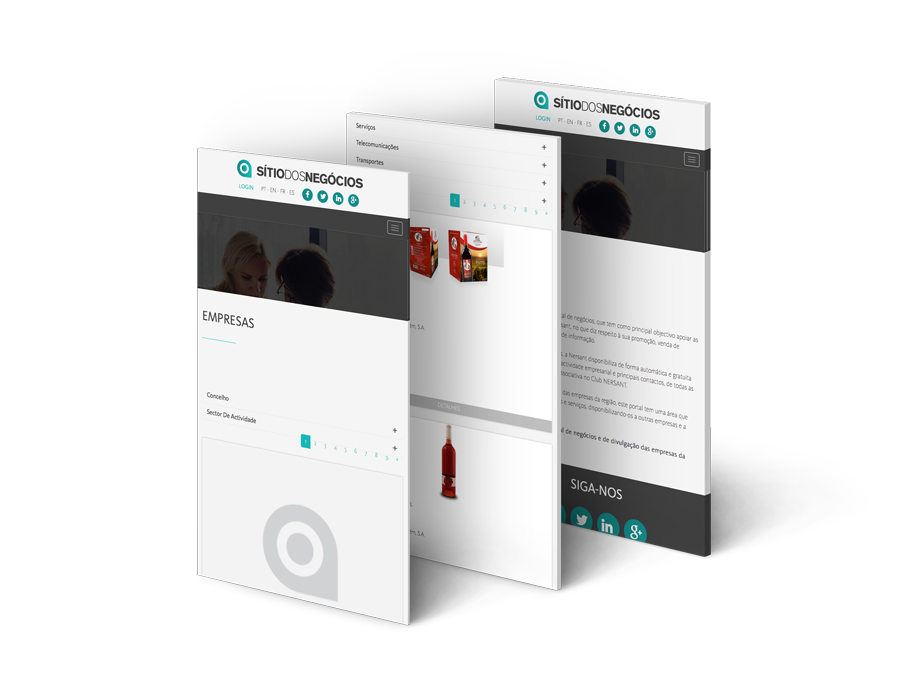 SÍTIODOSNEGÓCIOS
LOGIN PT - EN - FR - ES
EMPRESAS
Concelho
Sector De Actividade
1 2 3 4 5 6 7 8 9
Serviços
Telecomunicações
Transportes
1 2 3 4 5 6 7 8 9
SA
DETALHES
SA
SÍTIODOSNEGÓCIOS
LOGIN PT - EN - FR - ES
al de negócios, que tem como principal objectivo apoiar as
sant, no que diz respeito à sua promoção, venda de
de informação.
a Nersant disponibiliza de forma automática e gratuita
actividade empresarial e principais contactos, de todas as
ssociativa no Club NERSANT.
das empresas da região, este portal tem uma área que
s e serviços, disponibilizando-os a outras empresas e a
al de negócios e de divulgação das empresas da
SIGA-NOS